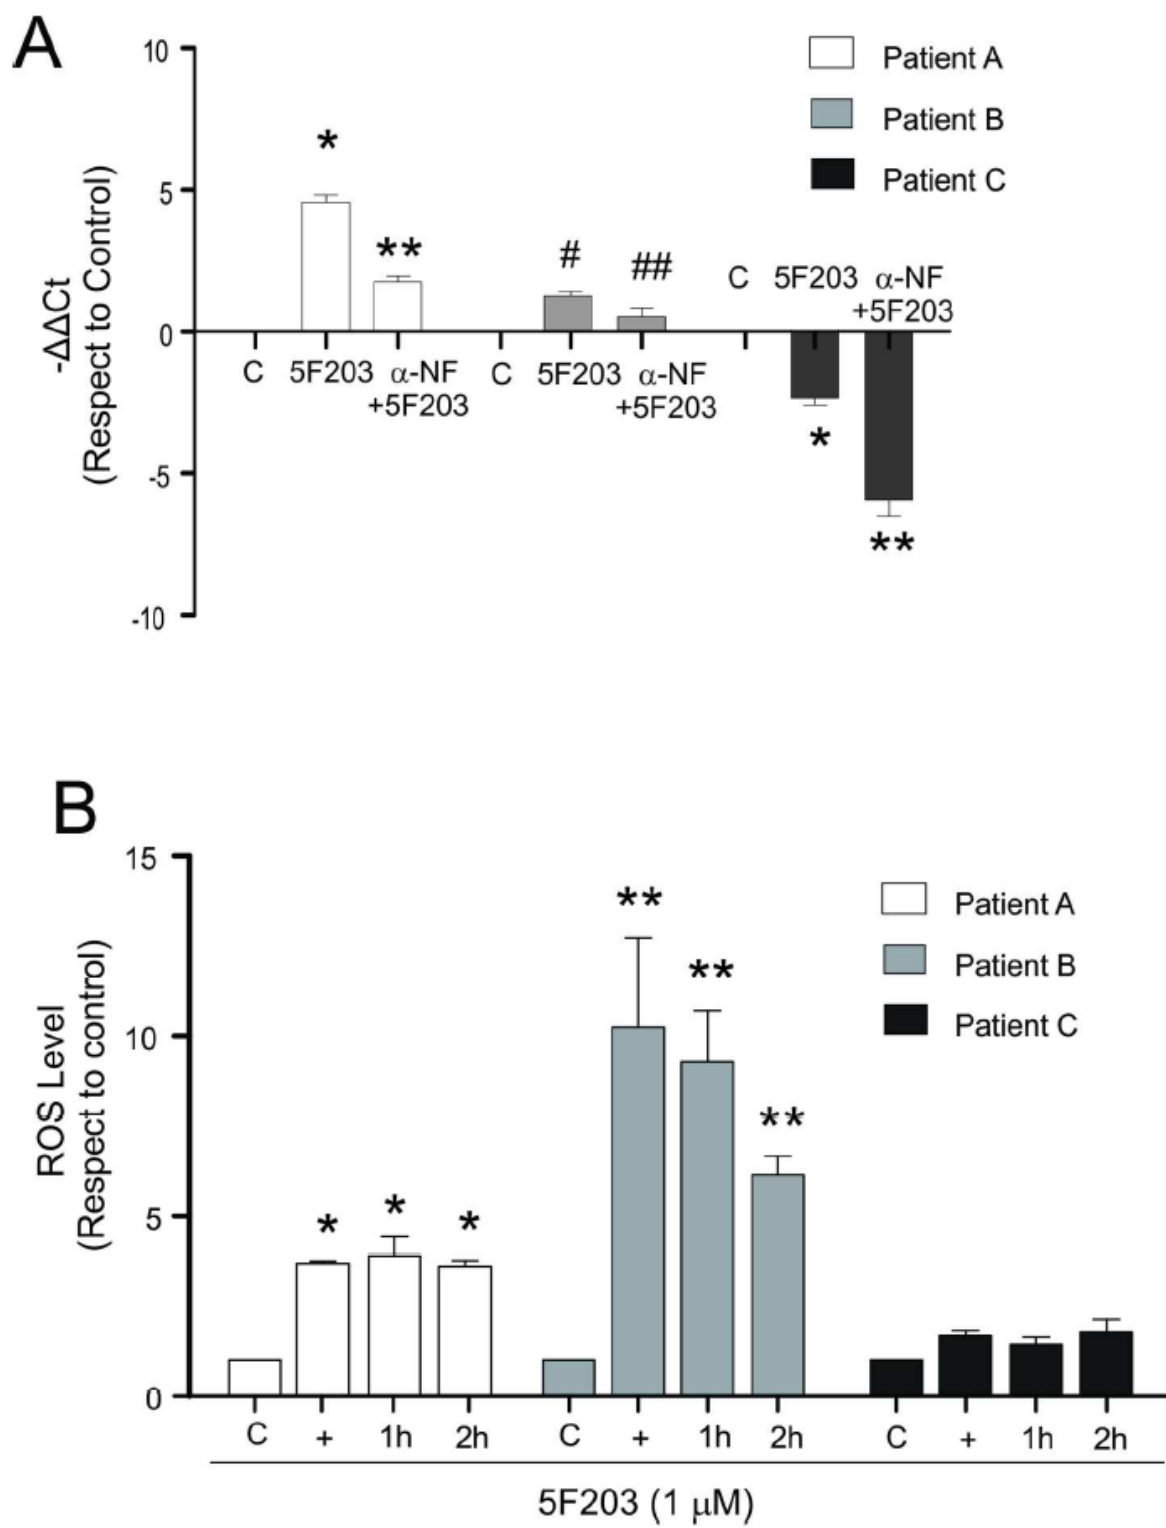 A
10
5
0
-5
-10
-ΔΔCt
(Respect to Control)
Patient A
Patient B
Patient C
*
**
#
##
C 5F203 α-NF
+5F203
C 5F203 α-NF C 5F203 α-NF
+5F203 +5F203
*
**
B
15
10
5
0
ROS Level
(Respect to control)
Patient A
Patient B
Patient C
**
**
**
* * *
C + 1h 2h C + 1h 2h C + 1h 2h
5F203 (1 μM)